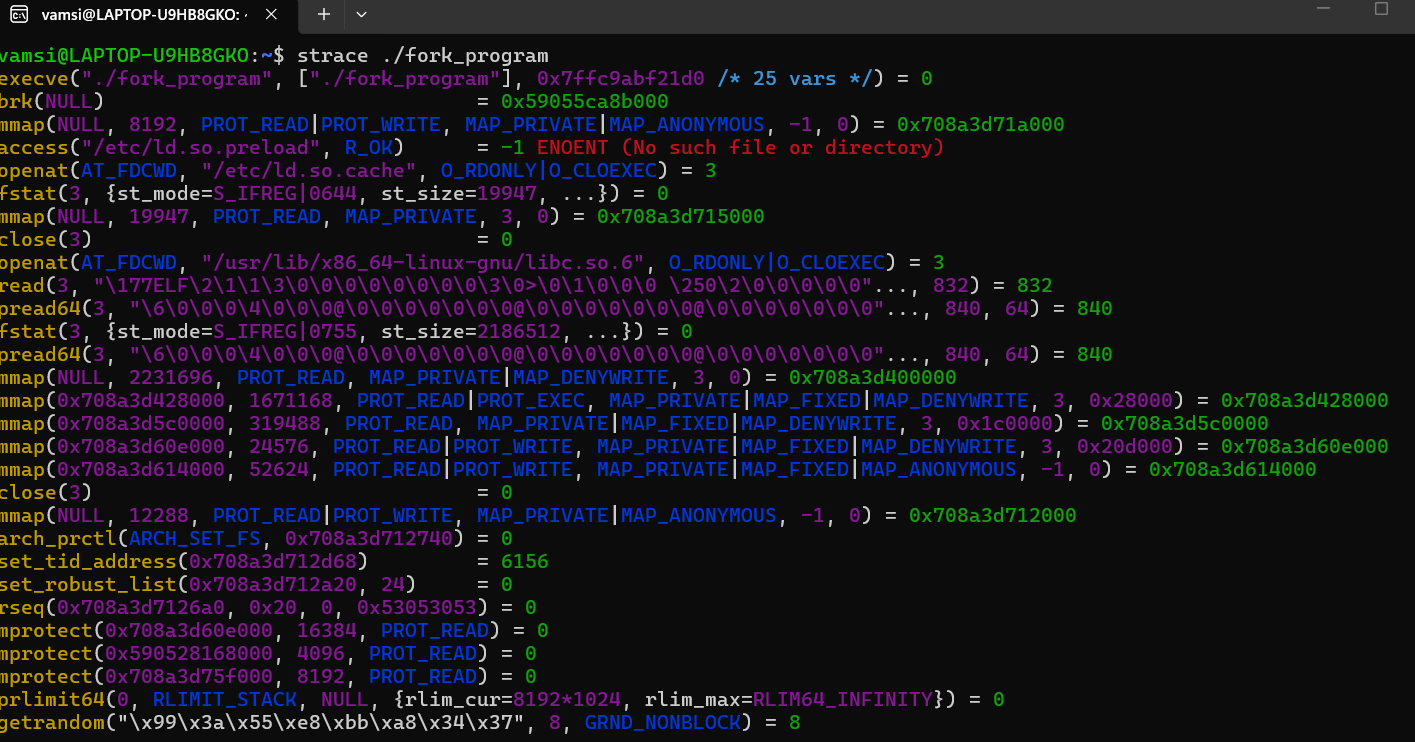 vamsi@LAPTOP-U9HB8GKO: ~
vamsi@LAPTOP-U9HB8GKO:~$ strace ./fork_program
execve("./fork_program", ["./fork_program"], 0x7ffc9abf21d0 /* 25 vars */) = 0
brk(NULL)                               = 0x59055ca8b000
mmap(NULL, 8192, PROT_READ|PROT_WRITE, MAP_PRIVATE|MAP_ANONYMOUS, -1, 0) = 0x708a3d71a000
access("/etc/ld.so.preload", R_OK)      = -1 ENOENT (No such file or directory)
openat(AT_FDCWD, "/etc/ld.so.cache", O_RDONLY|O_CLOEXEC) = 3
fstat(3, {st_mode=S_IFREG|0644, st_size=19947, ...}) = 0
mmap(NULL, 19947, PROT_READ, MAP_PRIVATE, 3, 0) = 0x708a3d715000
close(3)                                = 0
openat(AT_FDCWD, "/usr/lib/x86_64-linux-gnu/libc.so.6", O_RDONLY|O_CLOEXEC) = 3
read(3, "\177ELF\2\1\1\3\0\0\0\0\0\0\0\0\3\0>\0\1\0\0\0 \250\2\0\0\0\0\0"..., 832) = 832
pread64(3, "\6\0\0\0\4\0\0\0@\0\0\0\0\0\0\0@\0\0\0\0\0\0\0@\0\0\0\0\0\0\0"..., 840, 64) = 840
fstat(3, {st_mode=S_IFREG|0755, st_size=2186512, ...}) = 0
pread64(3, "\6\0\0\0\4\0\0\0@\0\0\0\0\0\0\0@\0\0\0\0\0\0\0@\0\0\0\0\0\0\0"..., 840, 64) = 840
mmap(NULL, 2231696, PROT_READ, MAP_PRIVATE|MAP_DENYWRITE, 3, 0) = 0x708a3d400000
mmap(0x708a3d428000, 1671168, PROT_READ|PROT_EXEC, MAP_PRIVATE|MAP_FIXED|MAP_DENYWRITE, 3, 0x28000) = 0x708a3d428000
mmap(0x708a3d5c0000, 319488, PROT_READ, MAP_PRIVATE|MAP_FIXED|MAP_DENYWRITE, 3, 0x1c0000) = 0x708a3d5c0000
mmap(0x708a3d60e000, 24576, PROT_READ|PROT_WRITE, MAP_PRIVATE|MAP_FIXED|MAP_DENYWRITE, 3, 0x20d000) = 0x708a3d60e000
mmap(0x708a3d614000, 52624, PROT_READ|PROT_WRITE, MAP_PRIVATE|MAP_FIXED|MAP_ANONYMOUS, -1, 0) = 0x708a3d614000
close(3)                                = 0
mmap(NULL, 12288, PROT_READ|PROT_WRITE, MAP_PRIVATE|MAP_ANONYMOUS, -1, 0) = 0x708a3d712000
arch_prctl(ARCH_SET_FS, 0x708a3d712740) = 0
set_tid_address(0x708a3d712d68)         = 6156
set_robust_list(0x708a3d712a20, 24)     = 0
rseq(0x708a3d7126a0, 0x20, 0, 0x53053053) = 0
mprotect(0x708a3d60e000, 16384, PROT_READ) = 0
mprotect(0x590528168000, 4096, PROT_READ) = 0
mprotect(0x708a3d75f000, 8192, PROT_READ) = 0
prlimit64(0, RLIMIT_STACK, NULL, {rlim_cur=8192*1024, rlim_max=RLIM64_INFINITY}) = 0
getrandom("\x99\x3a\x55\xe8\xbb\xa8\x34\x37", 8, GRND_NONBLOCK) = 8